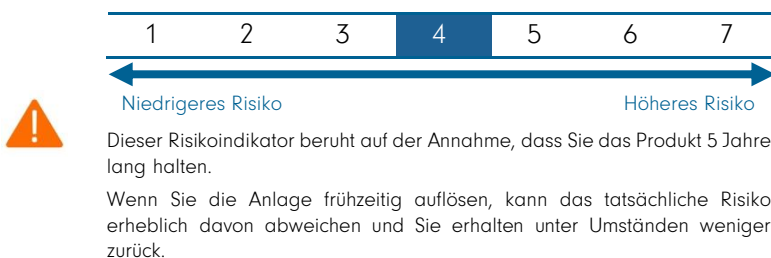 1 2 3 4 5 6 7
Niedrigeres Risiko Höheres Risiko
Dieser Risikoindikator beruht auf der Annahme, dass Sie das Produkt 5 Jahre
lang halten.
Wenn Sie die Anlage frühzeitig auflösen, kann das tatsächliche Risiko
erheblich davon abweichen und Sie erhalten unter Umständen weniger
zurück.